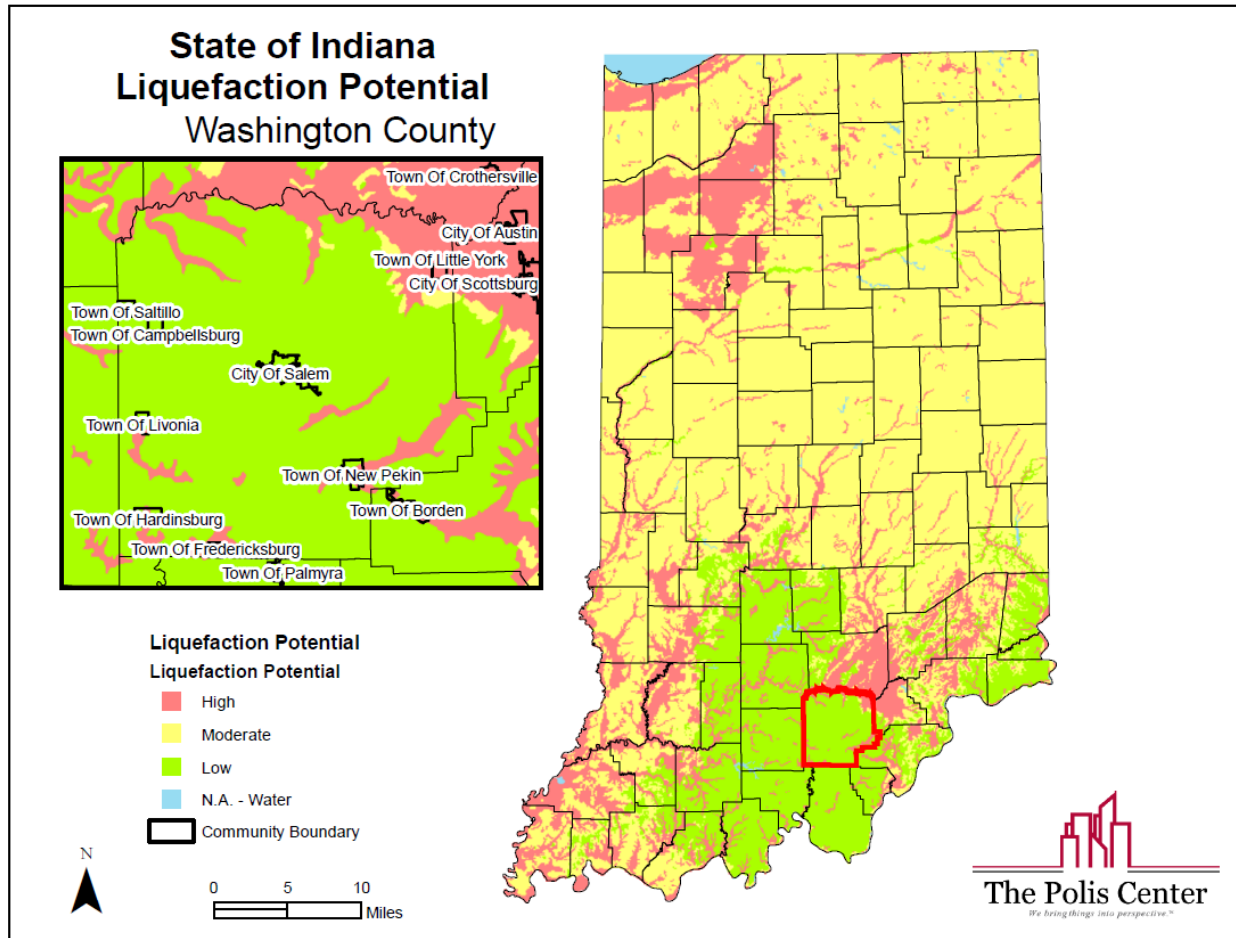 State of Indiana
Liquefaction Potential
Washington County
Town Of Crothersville
City Of Austin
Town Of Little York
City Of Scottsburg
Town Of Saltillo
Town Of Campbellsburg
City Of Salem
Town Of Livonia
Town Of New Pekin
Town Of Borden
Town Of Hardinsburg
Town Of Fredericksburg
Town Of Palmyra
Liquefaction Potential
Liquefaction Potential
High
Moderate
Low
N.A. - Water
Community Boundary
N
0 5 10
Miles
The Polis Center
We bring things into perspective.™